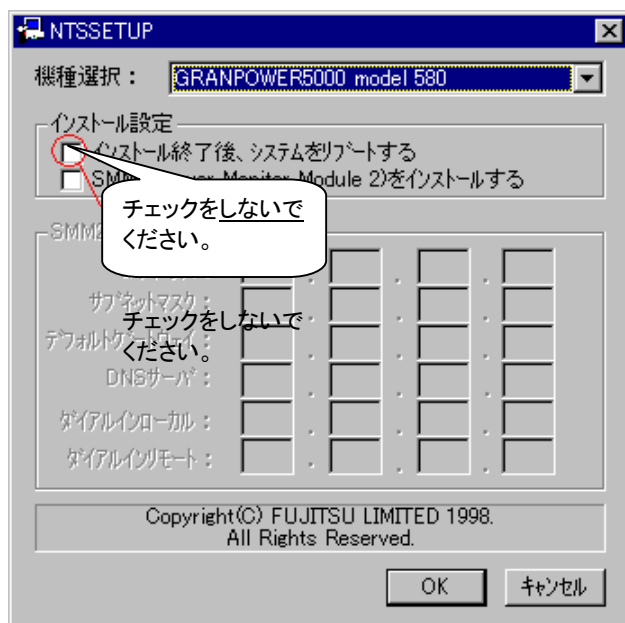 NTSSETUP
機種選択： GRANPOWER5000 model 580
インストール設定
インストール終了後、システムをリブートする
SMM Monitor Module 2)をインストールする
チェックをしないで
ください。
SMM2
サブネットマスク：
チェックをしないで
デフォルトゲートウェイ：
ください。
DNSサーバ：
ダイアルインローカル：
ダイアルインリモート：
Copyright(C) FUJITSU LIMITED 1998.
All Rights Reserved.
OK キャンセル